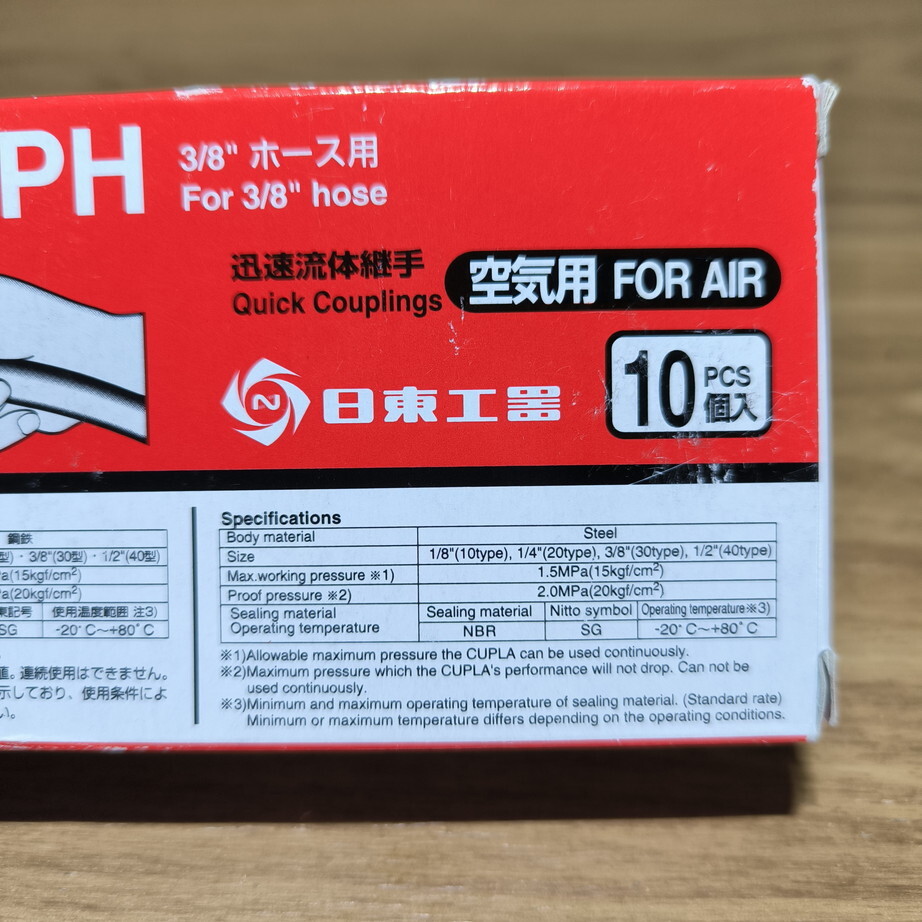 PH
3/8" ホース用
For 3/8" hose
迅速流体継手
Quick Couplings
空気用 FOR AIR
日東工器
10 PCS
個入
鋼鉄
型)・3/8"(30型)・1/2"(40型)
a(15kgf/cm²)
a(20kgf/cm²)
記号 使用温度範囲 注3)
SG -20°C～+80°C
値。連続使用はできません。
示しており、使用条件によ
い。
Specifications
Body material Steel
Size 1/8"(10type), 1/4"(20type), 3/8"(30type), 1/2"(40type)
Max.working pressure ※1) 1.5MPa(15kgf/cm²)
Proof pressure ※2) 2.0MPa(20kgf/cm²)
Sealing material Sealing material Nitto symbol Operating temperature※3)
Operating temperature NBR SG -20°C～+80°C
※1)Allowable maximum pressure the CUPLA can be used continuously.
※2)Maximum pressure which the CUPLA's performance will not drop. Can not be
used continuously.
※3)Minimum and maximum operating temperature of sealing material. (Standard rate)
Minimum or maximum temperature differs depending on the operating conditions.